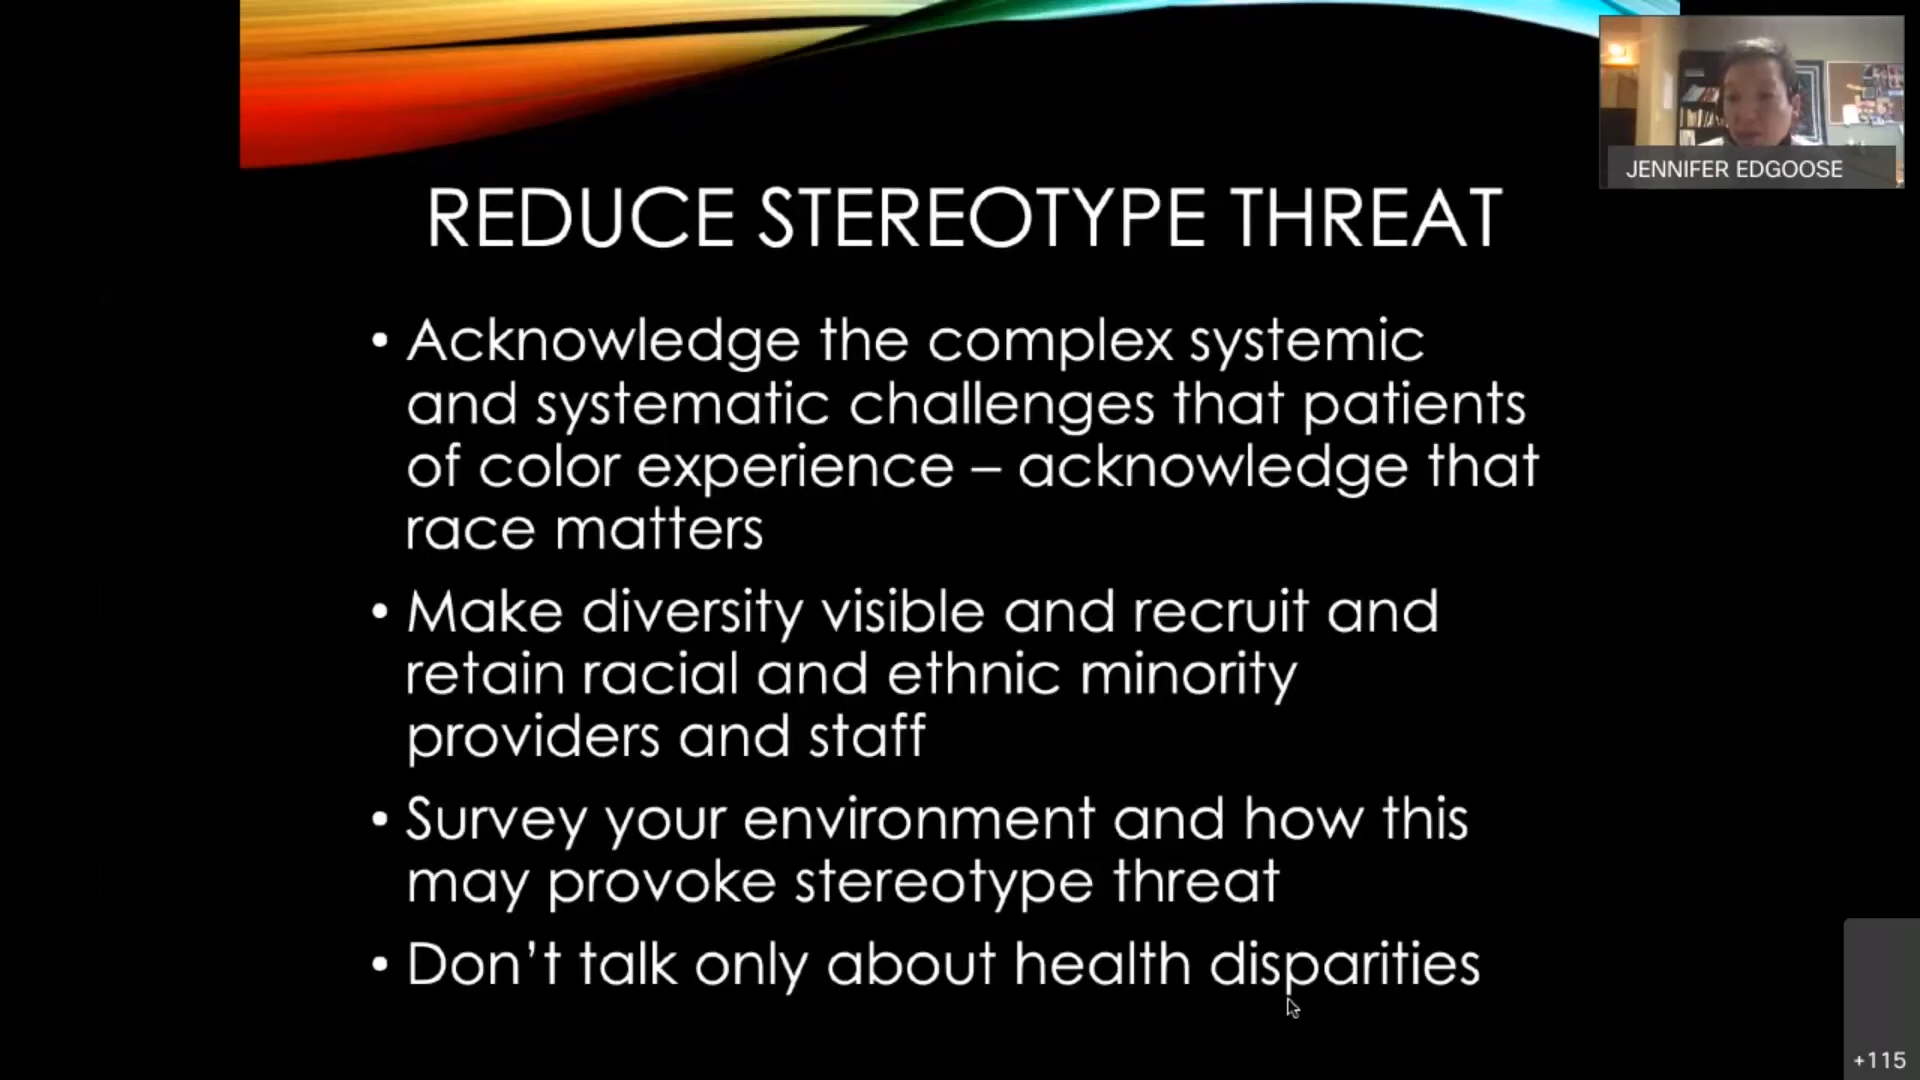 JENNIFER EDGOOSE
REDUCE STEREOTYPE THREAT
• Acknowledge the complex systemic
and systematic challenges that patients
of color experience – acknowledge that
race matters
• Make diversity visible and recruit and
retain racial and ethnic minority
providers and staff
• Survey your environment and how this
may provoke stereotype threat
• Don’t talk only about health disparities
+115